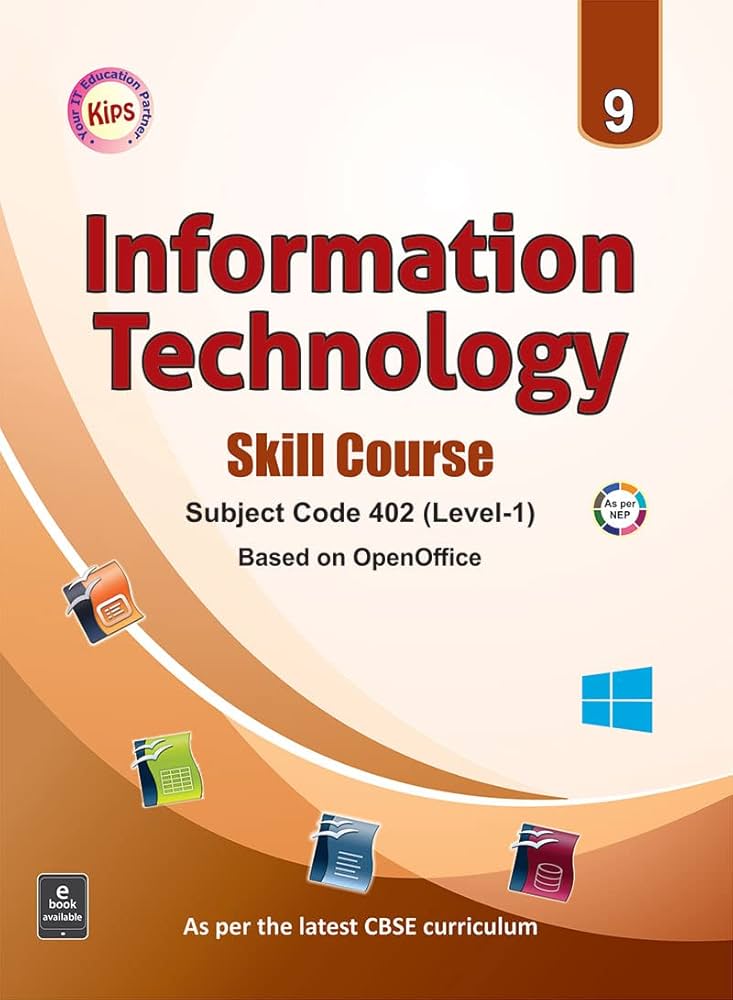 Your IT Education Partner
Kips
9
Information
Technology
Skill Course
Subject Code 402 (Level-1)
As per
NEP
Based on OpenOffice
e
book
available
As per the latest CBSE curriculum